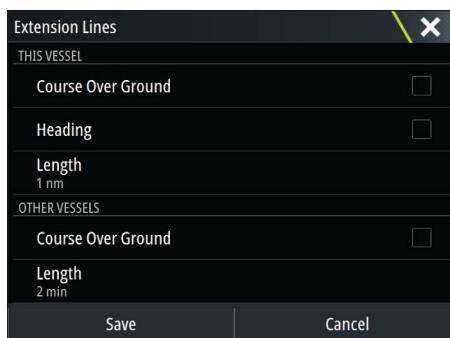 Extension Lines
THIS VESSEL
Course Over Ground
Heading
Length
1 nm
OTHER VESSELS
Course Over Ground
Length
2 min
Save Cancel